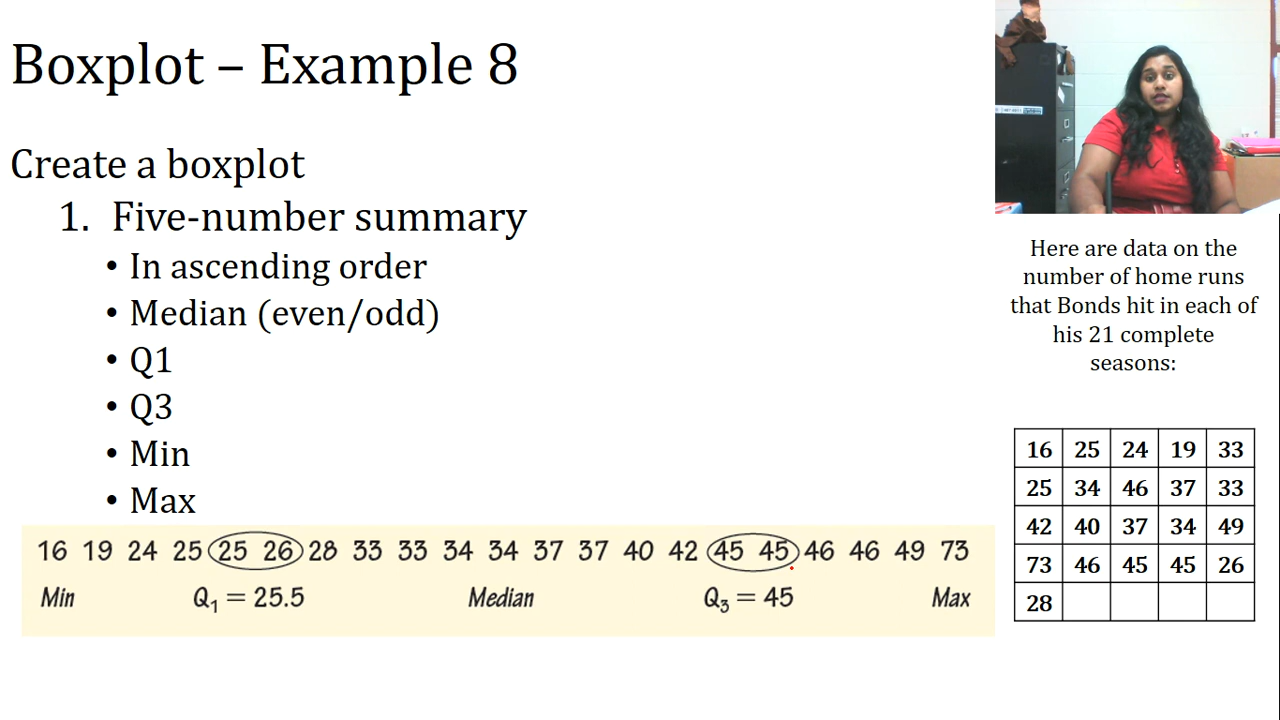 Boxplot – Example 8
Create a boxplot
1. Five-number summary
• In ascending order
• Median (even/odd)
• Q1
• Q3
• Min
• Max
16 19 24 25 25 26 28 33 33 34 34 37 37 40 42 45 45 46 46 49 73
Min Q₁ = 25.5 Median Q₃ = 45 Max
Here are data on the
number of home runs
that Bonds hit in each of
his 21 complete
seasons:
16 25 24 19 33
25 34 46 37 33
42 40 37 34 49
73 46 45 45 26
28